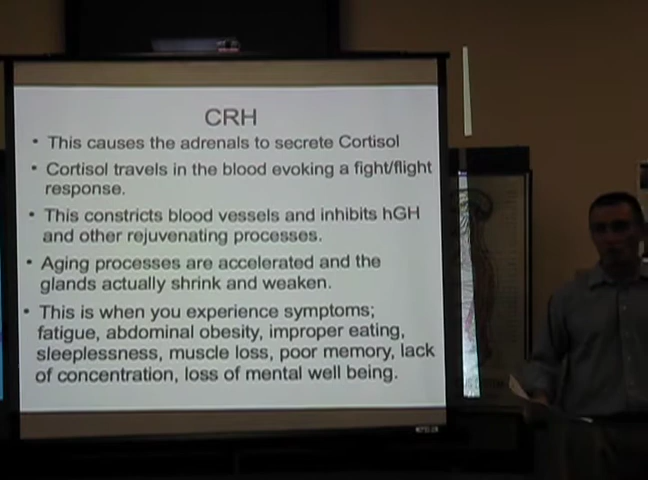 CRH
• This causes the adrenals to secrete Cortisol
• Cortisol travels in the blood evoking a fight/flight
response.
• This constricts blood vessels and inhibits hGH
and other rejuvenating processes.
• Aging processes are accelerated and the
glands actually shrink and weaken.
• This is when you experience symptoms;
fatigue, abdominal obesity, improper eating,
sleeplessness, muscle loss, poor memory, lack
of concentration, loss of mental well being.